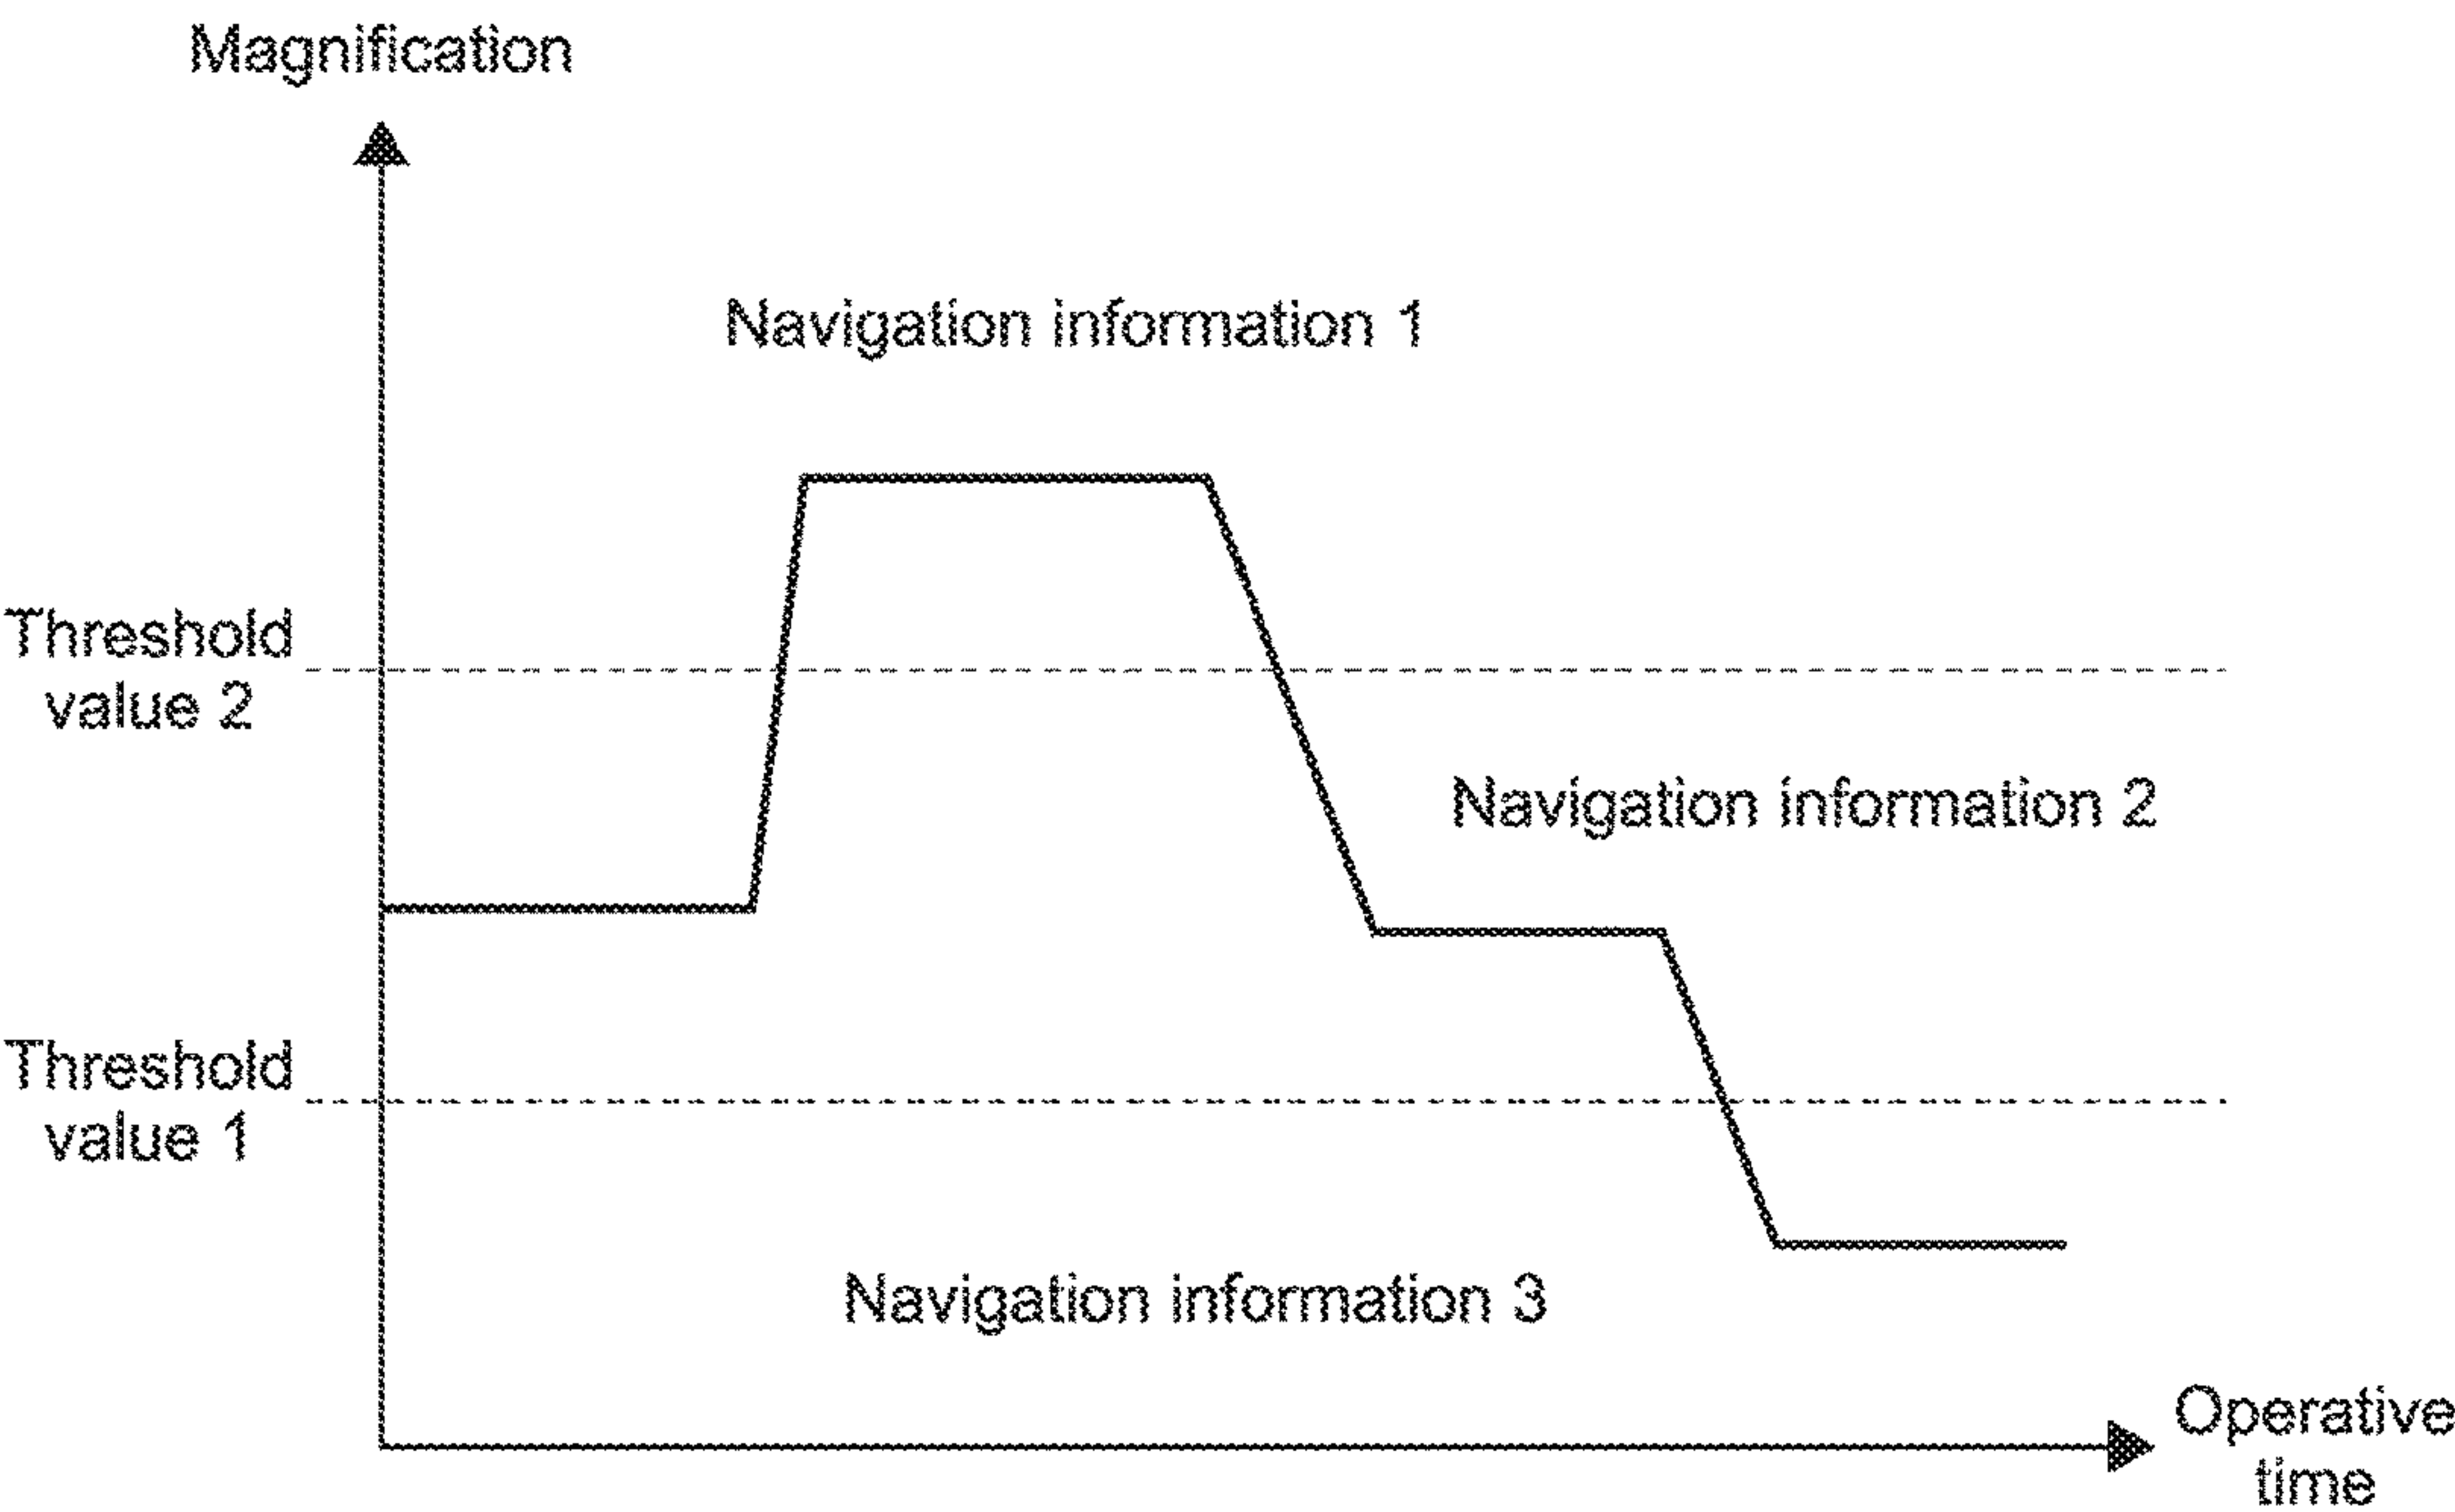 Magnification
Navigation information 1
Threshold
value 2
Navigation information 2
Threshold
value 1
Navigation information 3
Operative
time